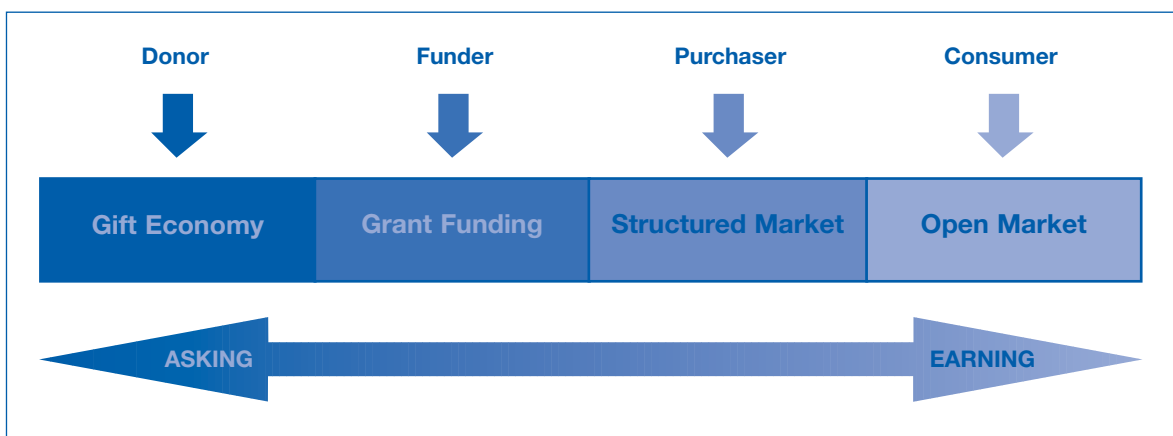 Donor Funder Purchaser Consumer
Gift Economy Grant Funding Structured Market Open Market
ASKING EARNING